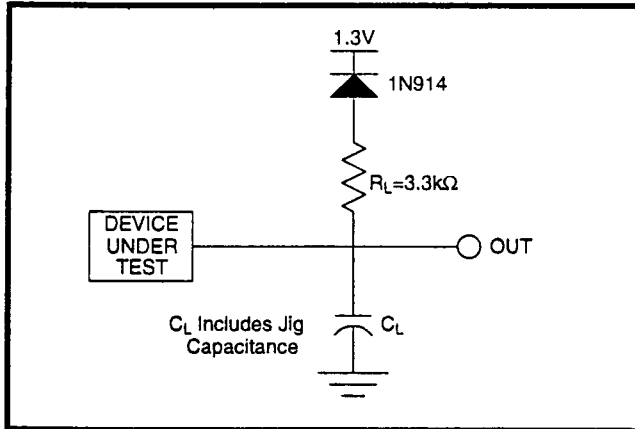 1.3V
1N914
R_L=3.3kΩ
DEVICE
UNDER
TEST
OUT
C_L Includes Jig
Capacitance
C_L